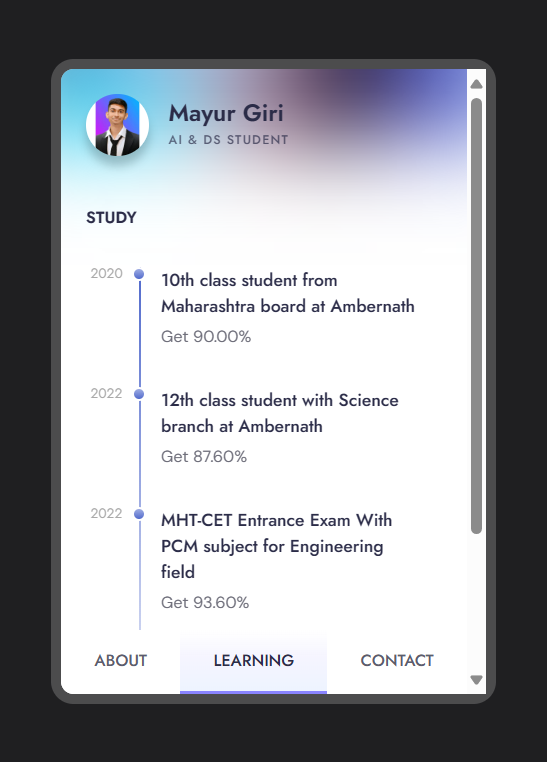 Mayur Giri
AI & DS STUDENT
STUDY
2020
10th class student from
Maharashtra board at Ambernath
Get 90.00%
2022
12th class student with Science
branch at Ambernath
Get 87.60%
2022
MHT-CET Entrance Exam With
PCM subject for Engineering
field
Get 93.60%
ABOUT
LEARNING
CONTACT